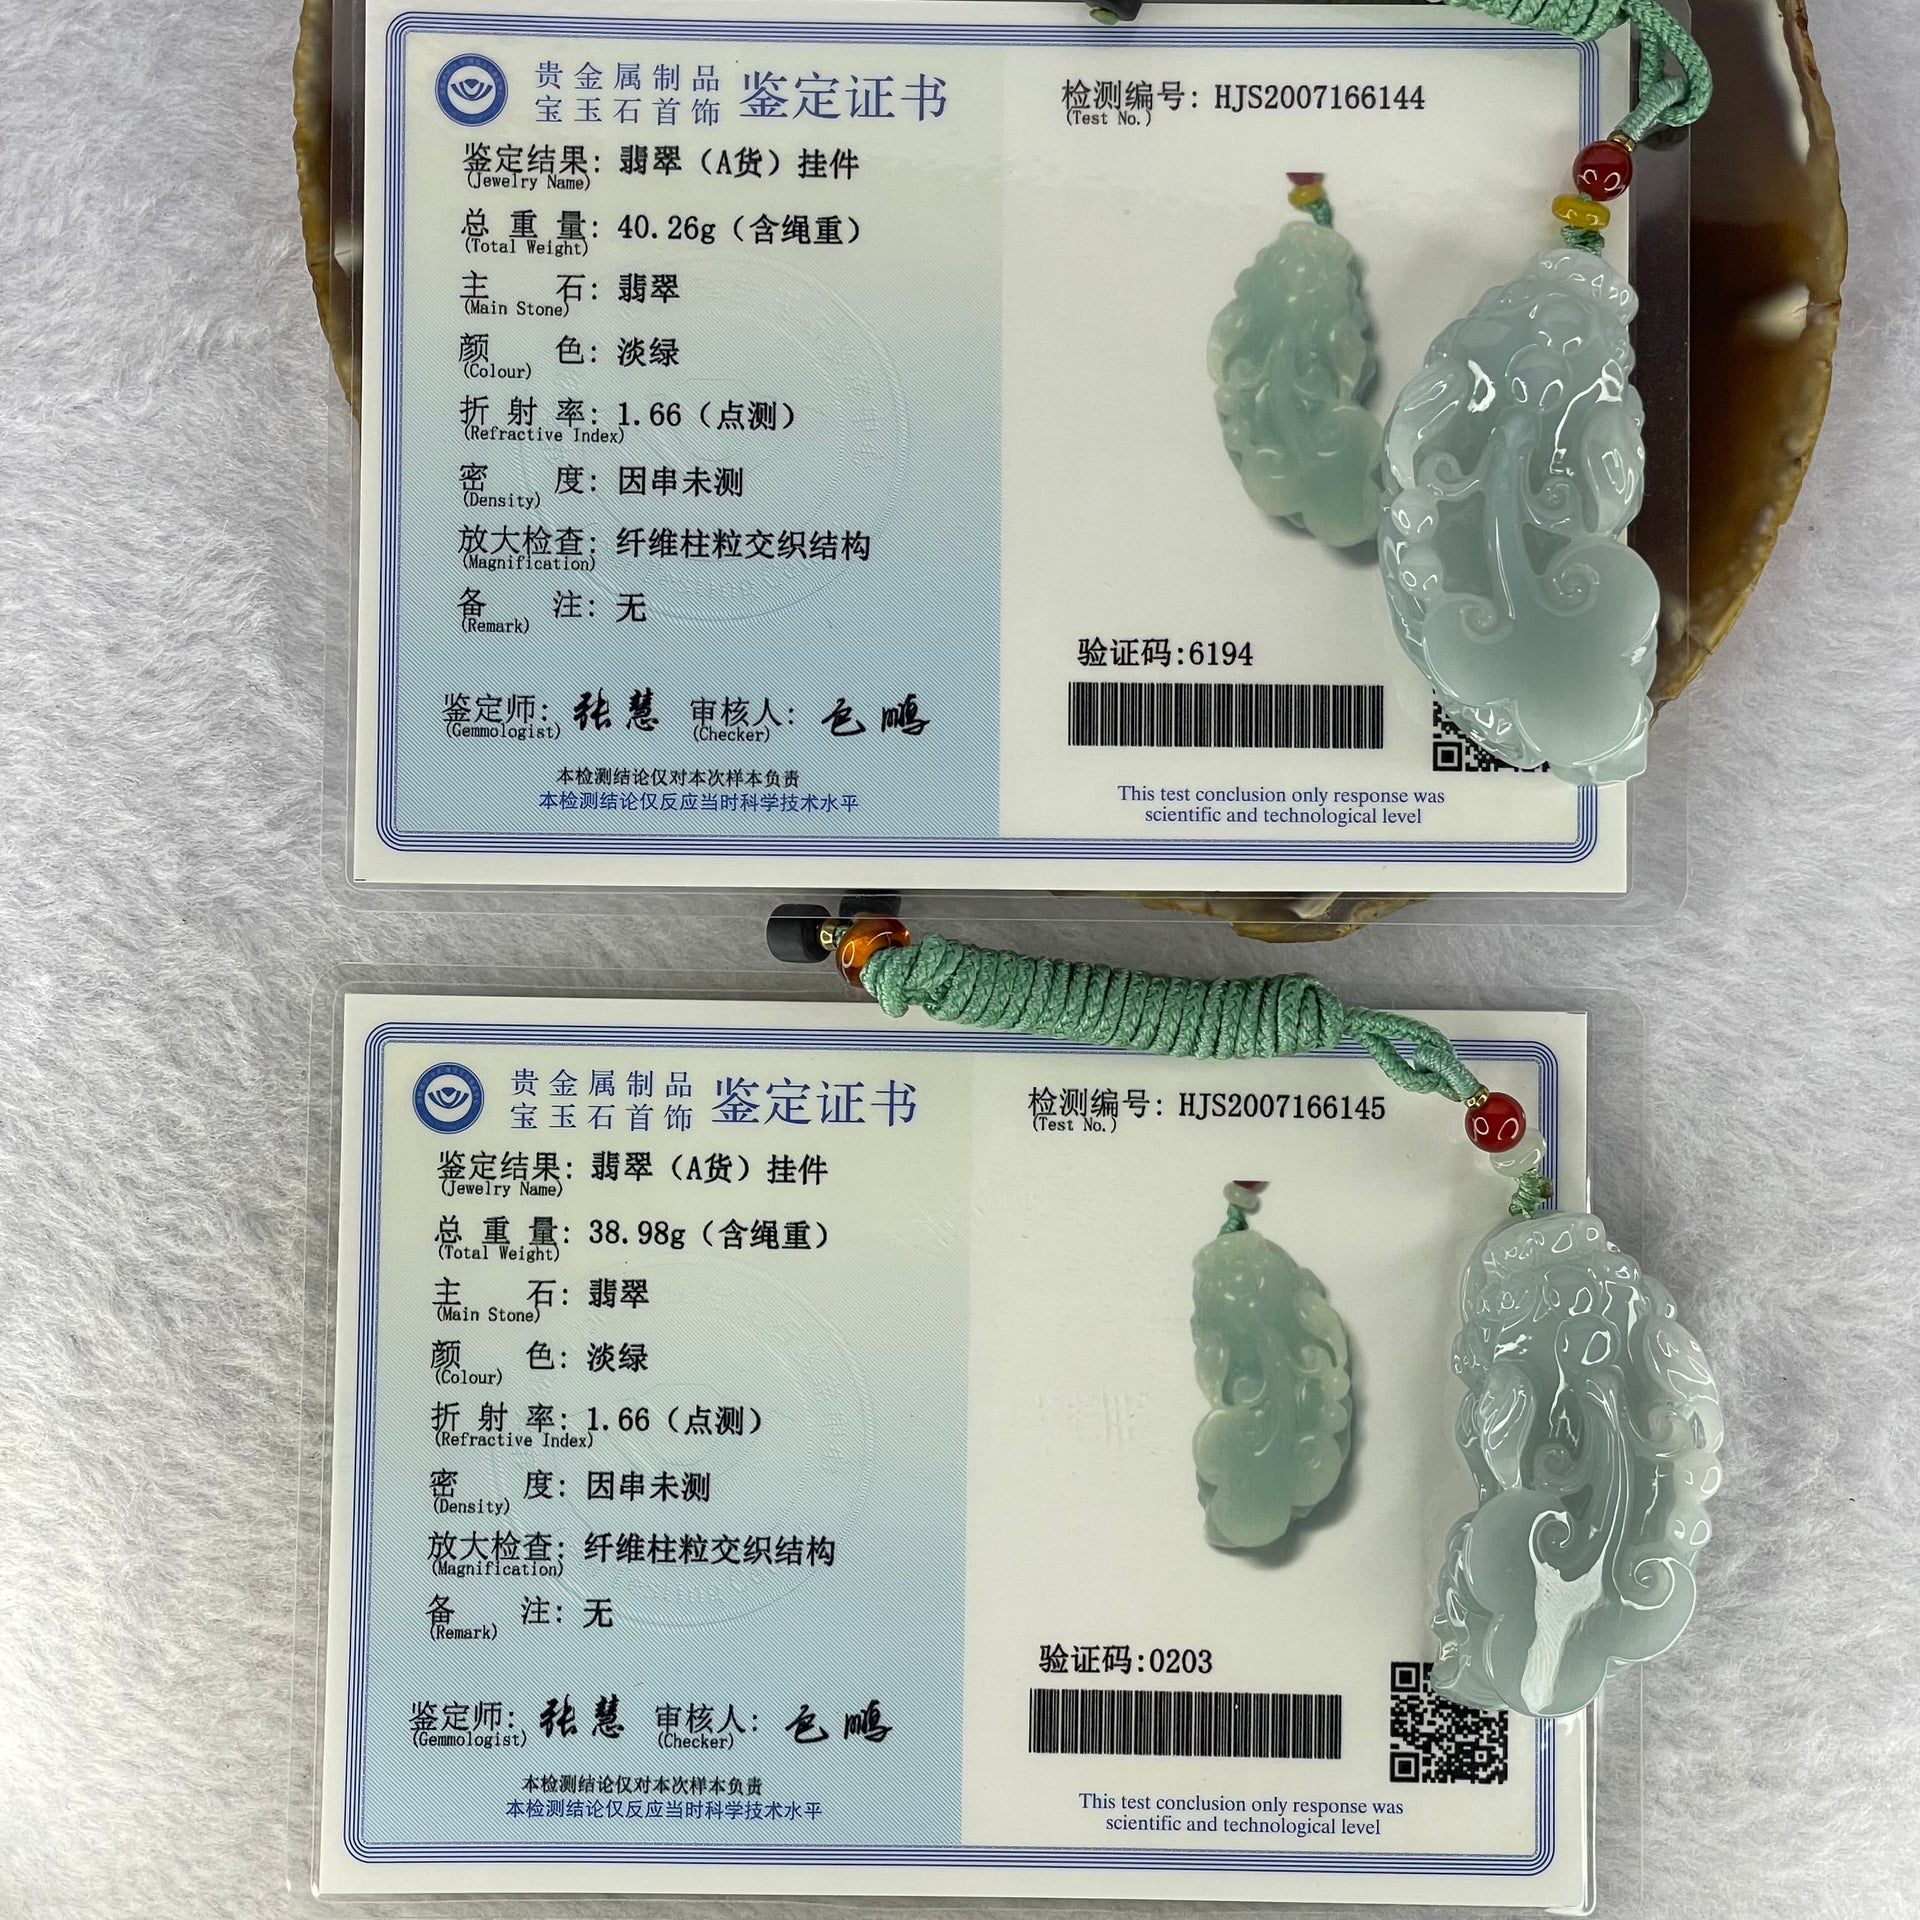 贵金属制品
宝玉石首饰
鉴定证书
检测编号: HJS2007166144
(Test No.)
鉴定结果: 翡翠（A货）挂件
(Jewelry Name)
总重量: 40.26g（含绳重）
(Total Weight)
主石: 翡翠
(Main Stone)
颜色: 淡绿
(Colour)
折射率: 1.66（点测）
(Refractive Index)
密度: 因串未测
(Density)
放大检查: 纤维柱粒交织结构
(Magnification)
备注: 无
(Remark)
验证码:6194
鉴定师: 张慧 审核人: 包鹏
(Gemmologist) (Checker)
本检测结论仅对本次样本负责
本检测结论仅反应当时科学技术水平
This test conclusion only response was
scientific and technological level
贵金属制品
宝玉石首饰
鉴定证书
检测编号: HJS2007166145
(Test No.)
鉴定结果: 翡翠（A货）挂件
(Jewelry Name)
总重量: 38.98g（含绳重）
(Total Weight)
主石: 翡翠
(Main Stone)
颜色: 淡绿
(Colour)
折射率: 1.66（点测）
(Refractive Index)
密度: 因串未测
(Density)
放大检查: 纤维柱粒交织结构
(Magnification)
备注: 无
(Remark)
验证码:0203
鉴定师: 张慧 审核人: 包鹏
(Gemmologist) (Checker)
本检测结论仅对本次样本负责
本检测结论仅反应当时科学技术水平
This test conclusion only response was
scientific and technological level